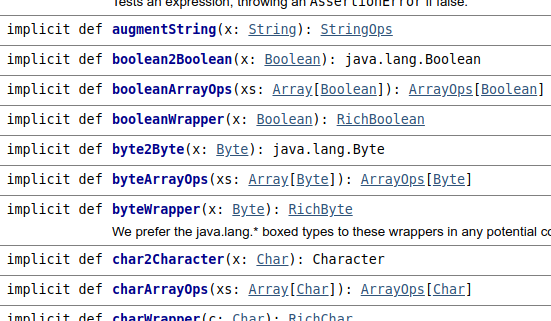 Tests an expression, throwing an AssertionError if false.
implicit def augmentString(x: String): StringOps
implicit def boolean2Boolean(x: Boolean): java.lang.Boolean
implicit def booleanArrayOps(xs: Array[Boolean]): ArrayOps[Boolean]
implicit def booleanWrapper(x: Boolean): RichBoolean
implicit def byte2Byte(x: Byte): java.lang.Byte
implicit def byteArrayOps(xs: Array[Byte]): ArrayOps[Byte]
implicit def byteWrapper(x: Byte): RichByte
We prefer the java.lang.* boxed types to these wrappers in any potential
implicit def char2Character(x: Char): Character
implicit def charArrayOps(xs: Array[Char]): ArrayOps[Char]
implicit def charWrapper(c: Char): RichChar